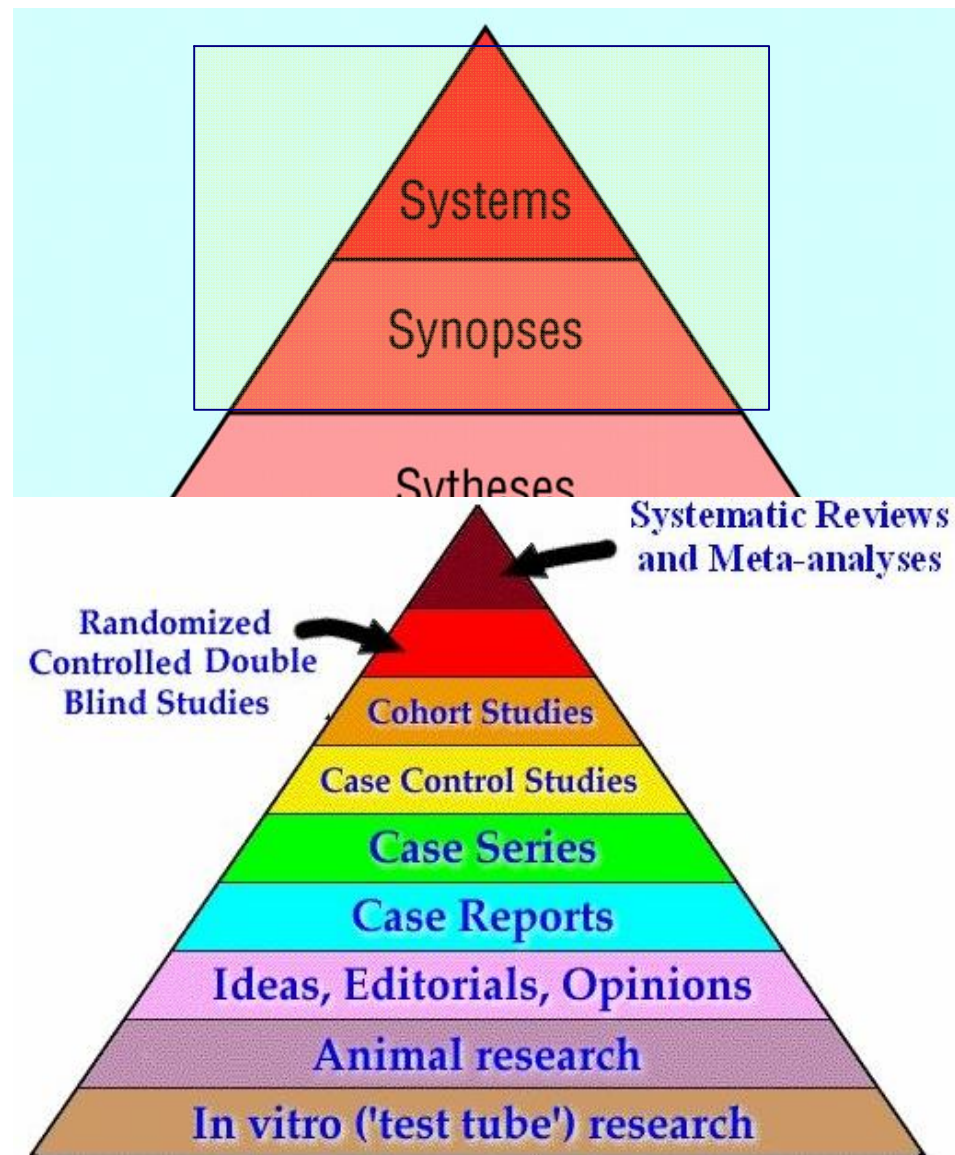 Systems
Synopses
Sytheses
Systematic Reviews
and Meta-analyses
Randomized
Controlled Double
Blind Studies
Cohort Studies
Case Control Studies
Case Series
Case Reports
Ideas, Editorials, Opinions
Animal research
In vitro ('test tube') research